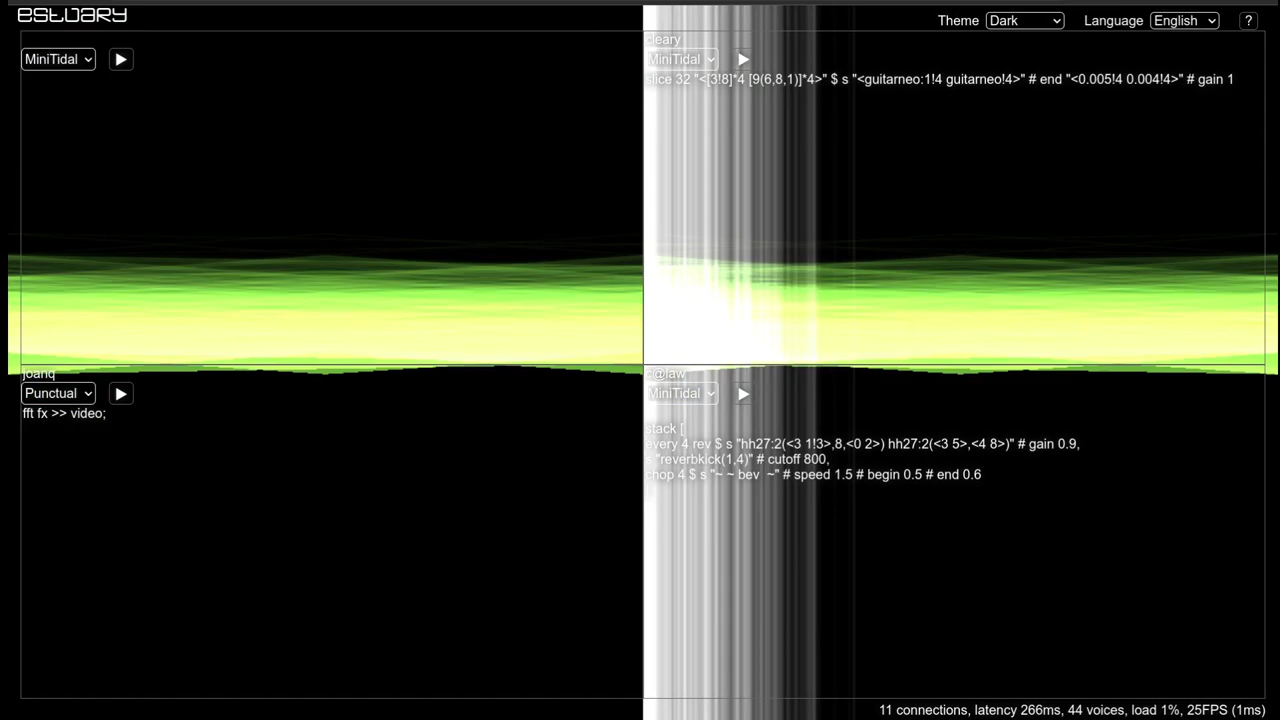 estuary
Theme Dark Language English ?
MiniTidal
cleary
MiniTidal
slice 32 "<[3!8]*4 [9(6,8,1)]*4>" $ s "<guitarneo:1!4 guitarneo!4>" # end "<0.005!4 0.004!4>" # gain 1
joanq
Punctual
fft fx >> video;
c@law
MiniTidal
stack [
every 4 rev $ s "hh27:2(<3 1!3>,8,<0 2>) hh27:2(<3 5>,<4 8>)" # gain 0.9,
s "reverbkick(1,4)" # cutoff 800,
chop 4 $ s "~ ~ bev  ~" # speed 1.5 # begin 0.5 # end 0.6
11 connections, latency 266ms, 44 voices, load 1%, 25FPS (1ms)